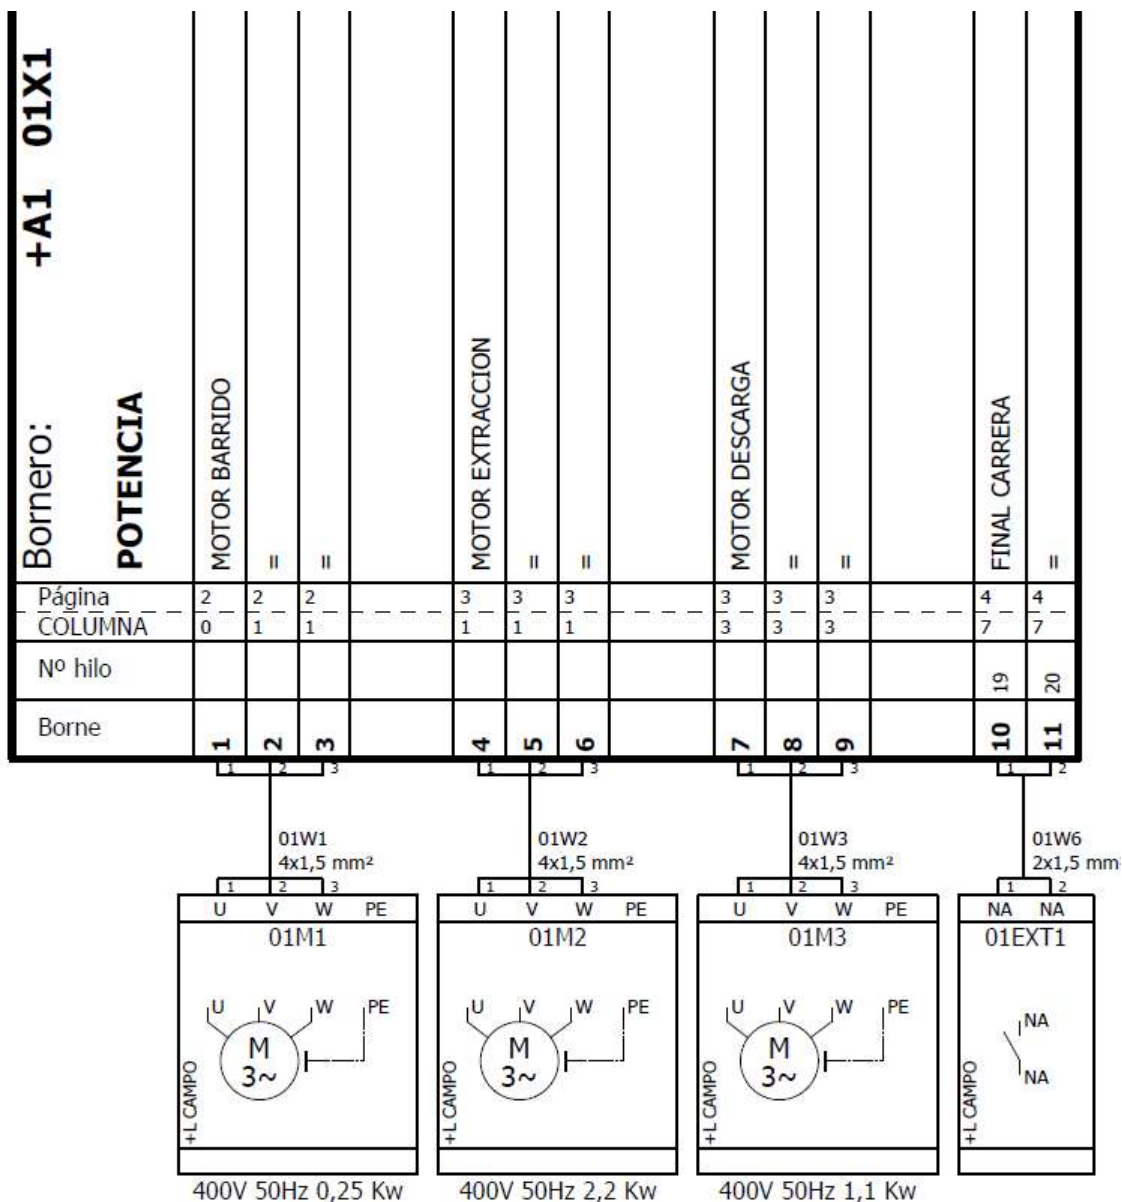 Bornero: +A1 01X1
POTENCIA
MOTOR BARRIDO = =
MOTOR EXTRACCION = =
MOTOR DESCARGA = =
FINAL CARRERA =
Página 2 2 2 3 3 3 3 3 3 4 4
COLUMNA 0 1 1 1 1 1 3 3 3 7 7
Nº hilo 19 20
Borne 1 2 3 4 5 6 7 8 9 10 11
1 2 3 1 2 3 1 2 3 1 2
01W1 01W2 01W3 01W6
4x1,5 mm² 4x1,5 mm² 4x1,5 mm² 2x1,5 mm²
1 2 3 1 2 3 1 2 3 1 2
U V W PE U V W PE U V W PE NA NA
01M1 01M2 01M3 01EXT1
U V W PE U V W PE U V W PE NA
M M M
3~ 3~ 3~ NA
+L CAMPO +L CAMPO +L CAMPO +L CAMPO
400V 50Hz 0,25 Kw 400V 50Hz 2,2 Kw 400V 50Hz 1,1 Kw